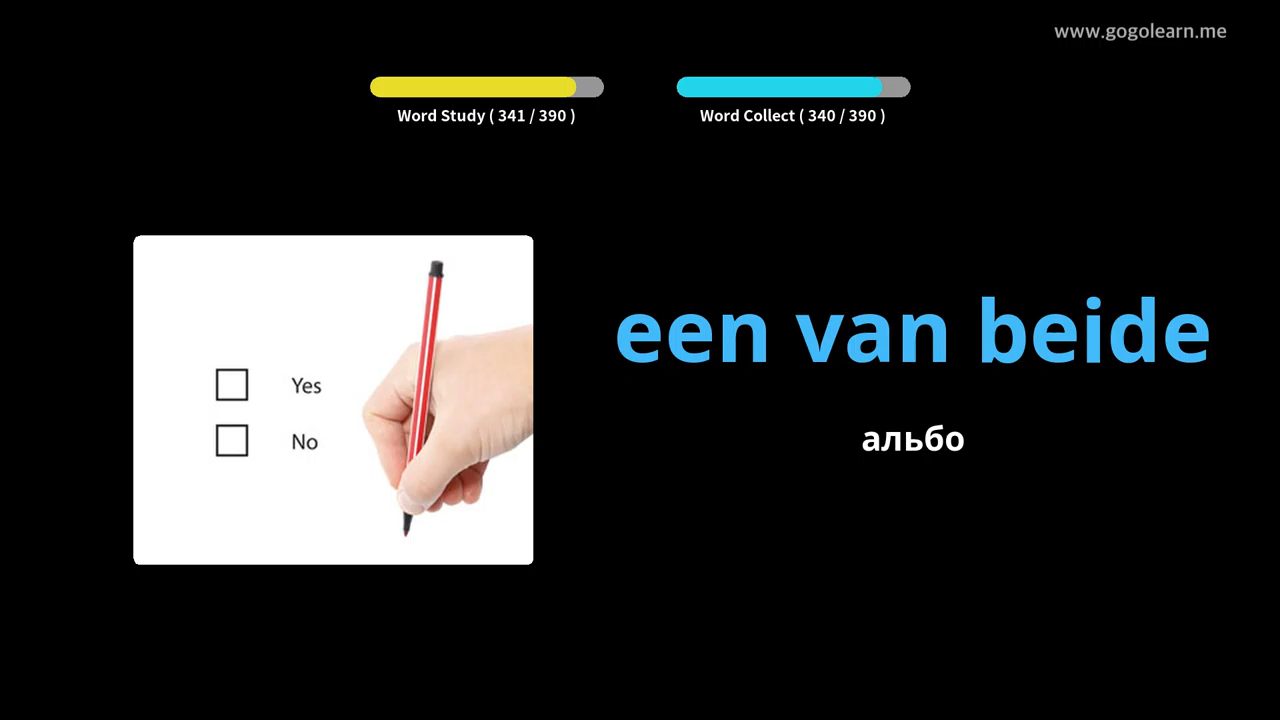 www.gogolearn.me
Word Study ( 341 / 390 )
Word Collect ( 340 / 390 )
Yes
No
een van beide
альбо